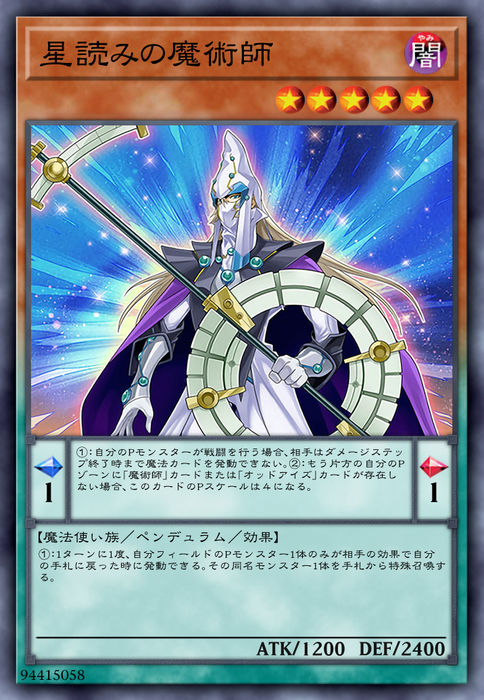 星読みの魔術師
やみ
闇
①:自分のPモンスターが戦闘を行う場合、相手はダメージステッ
プ終了時まで魔法カードを発動できない。②:もう片方の自分のP
ゾーンに「魔術師」カードまたは「オッドアイズ」カードが存在し
ない場合、このカードのPスケールは４になる。
1
1
【魔法使い族／ペンデュラム／効果】
①:1ターンに1度、自分フィールドのPモンスター1体のみが相手の効果で自分
の手札に戻った時に発動できる。その同名モンスター1体を手札から特殊召喚す
る。
ATK/1200 DEF/2400
94415058